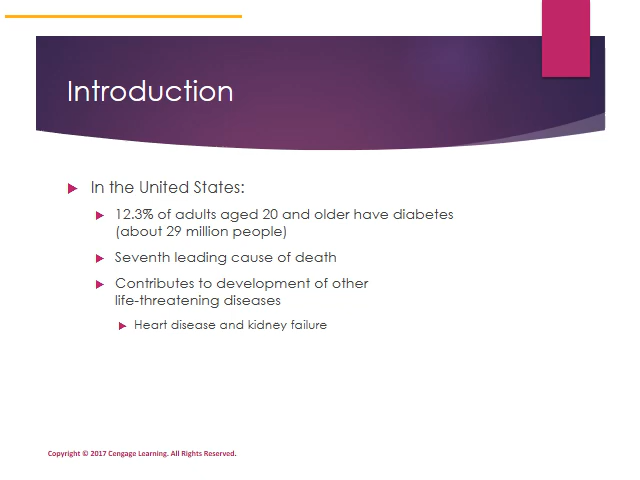 Introduction
In the United States:
12.3% of adults aged 20 and older have diabetes
(about 29 million people)
Seventh leading cause of death
Contributes to development of other
life-threatening diseases
Heart disease and kidney failure
Copyright © 2017 Cengage Learning. All Rights Reserved.